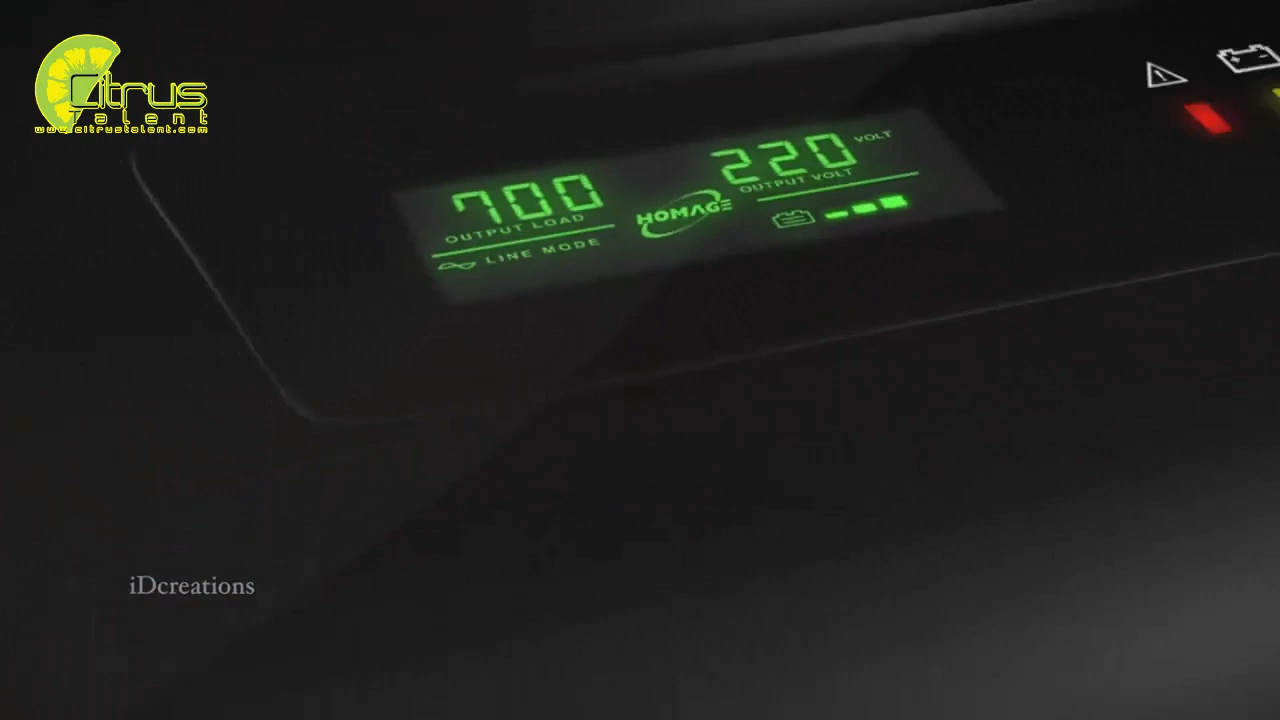 Citrus
Talent
www.citrustalent.com
700
OUTPUT LOAD
LINE MODE
HOMAGE
220 VOLT
OUTPUT VOLT
iDcreations